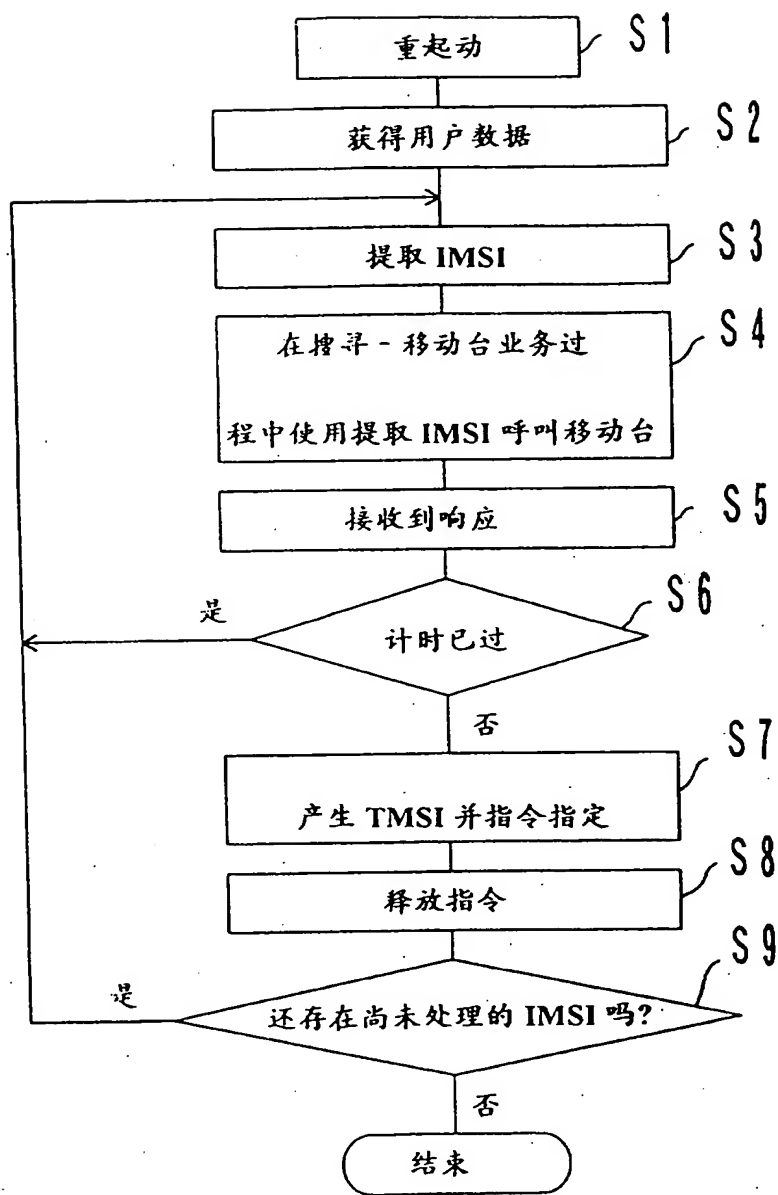 重起动
S1
获得用户数据
S2
提取 IMSI
S3
在搜寻-移动台业务过
程中使用提取 IMSI 呼叫移动台
S4
接收到响应
S5
计时已过
S6
是
否
产生 TMSI 并指令指定
S7
释放指令
S8
还存在尚未处理的 IMSI 吗?
S9
是
否
结束